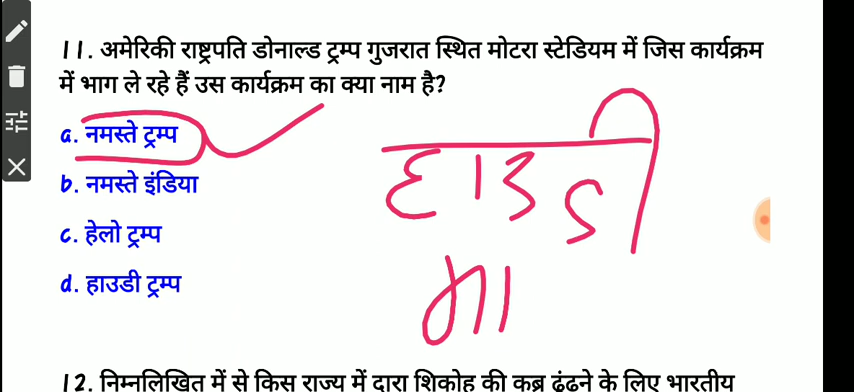 11. अमेरिकी राष्ट्रपति डोनाल्ड ट्रम्प गुजरात स्थित मोटरा स्टेडियम में जिस कार्यक्रम
में भाग ले रहे हैं उस कार्यक्रम का क्या नाम है?
a. नमस्ते ट्रम्प
b. नमस्ते इंडिया
c. हेलो ट्रम्प
d. हाउडी ट्रम्प
हाउडी
मा
12. निम्नलिखित में से किस राज्य में दारा शिकोह की कब्र ढूंढने के लिए भारतीय